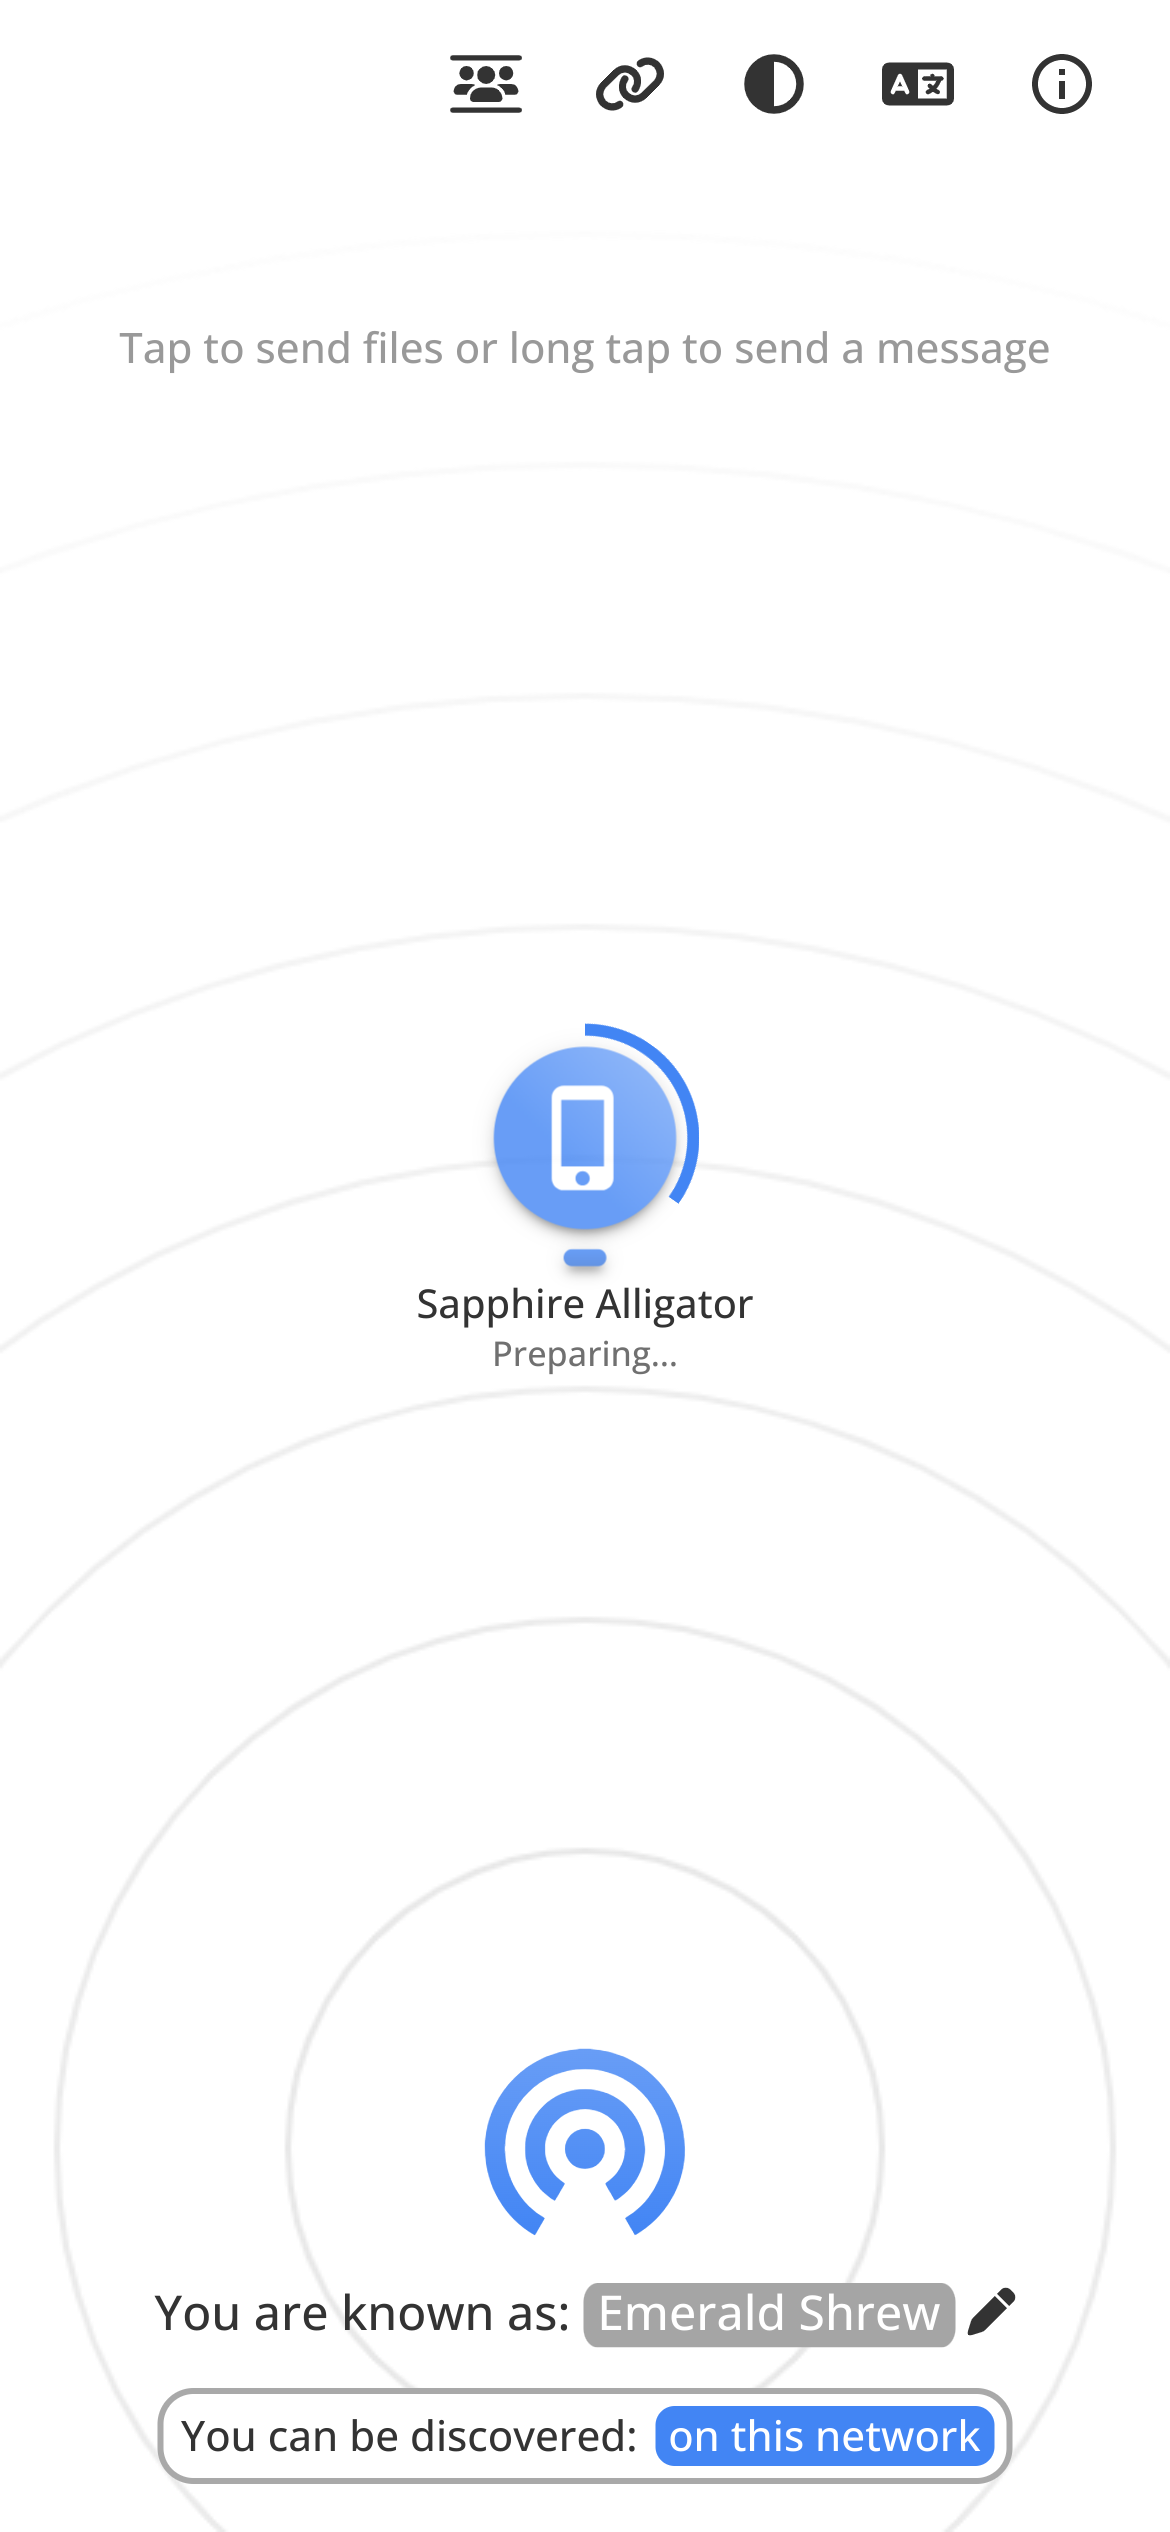 Tap to send files or long tap to send a message
Sapphire Alligator
Preparing...
You are known as: Emerald Shrew
You can be discovered: on this network